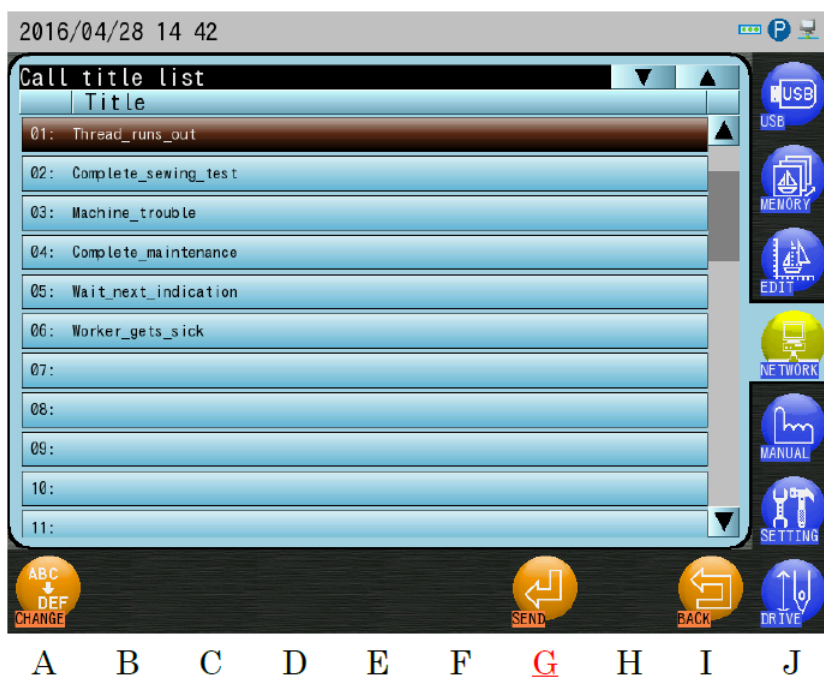 2016/04/28 14 42
P
Call title list
Title
01: Thread_runs_out
02: Complete_sewing_test
03: Machine_trouble
04: Complete_maintenance
05: Wait_next_indication
06: Worker_gets_sick
07:
08:
09:
10:
11:
USB
USB
MEMORY
EDIT
NETWORK
MANUAL
SETTING
DRIVE
ABC
DEF
CHANGE
SEND
BACK
A B C D E F G H I J